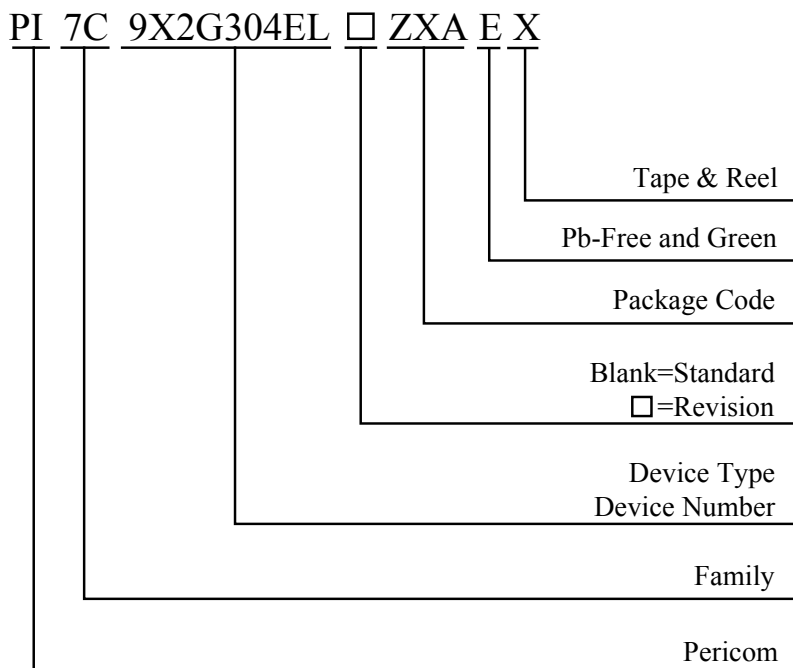 PI 7C 9X2G304EL □ ZXA E X
Tape & Reel
Pb-Free and Green
Package Code
Blank=Standard
□=Revision
Device Type
Device Number
Family
Pericom